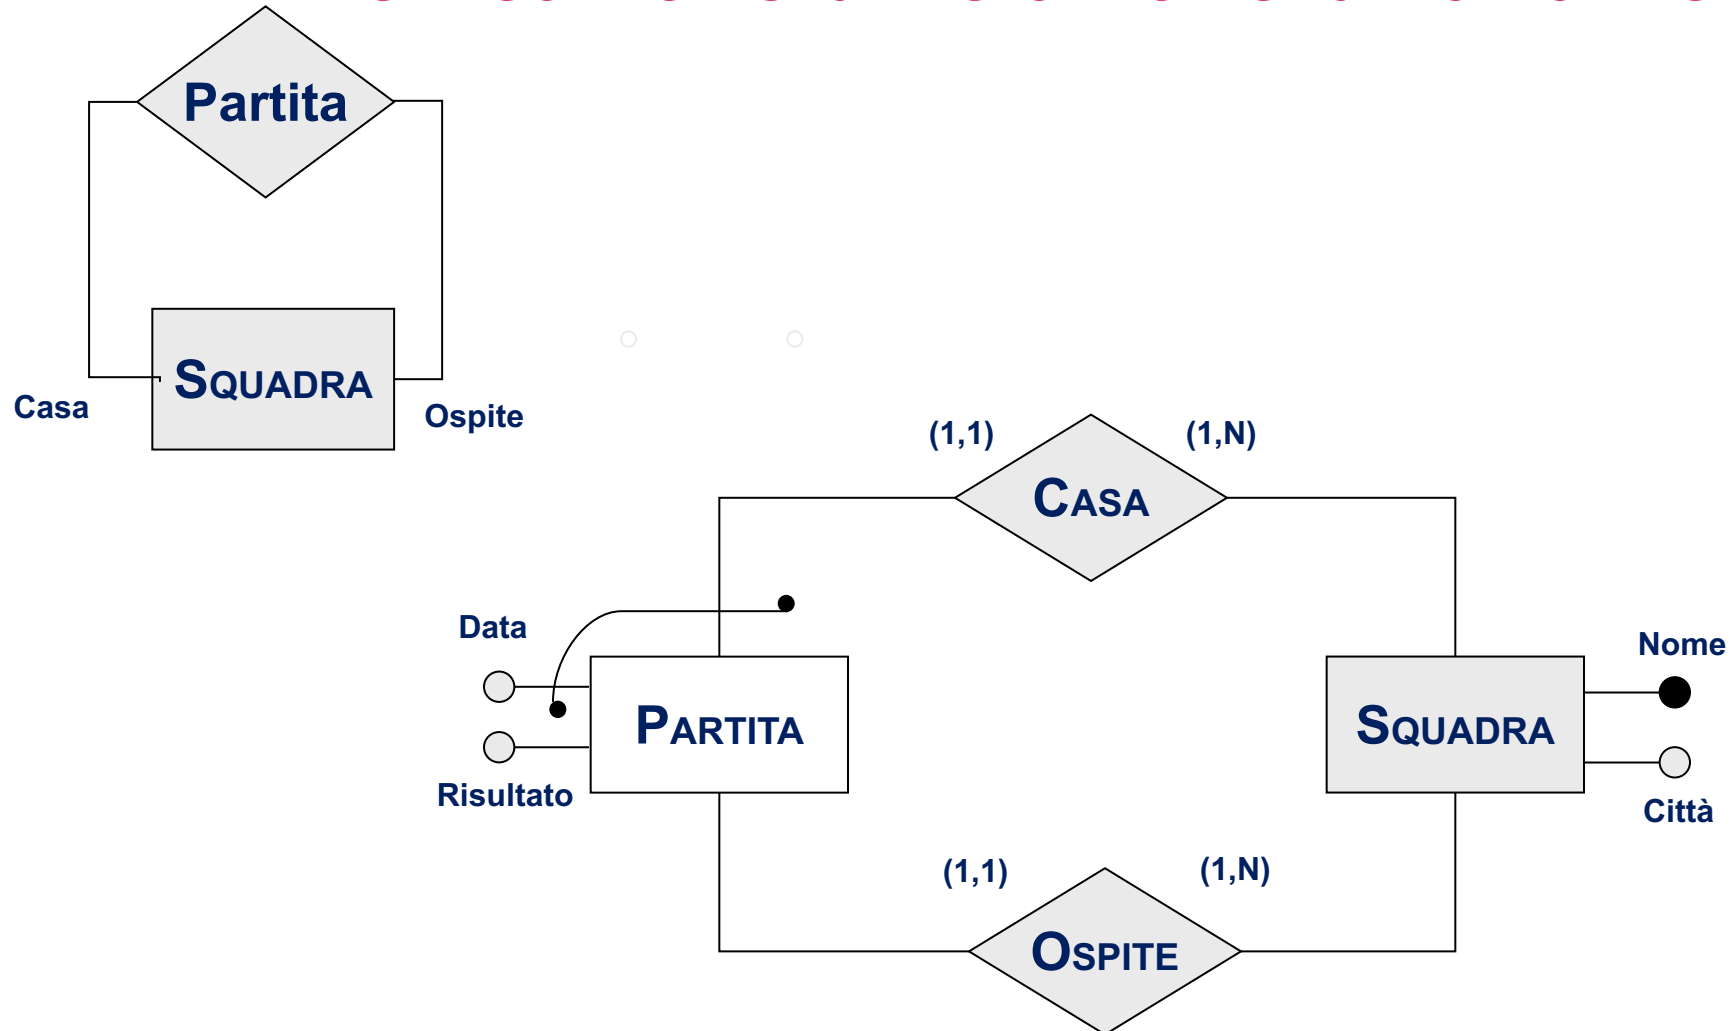 Partita
SQUADRA
Casa
Ospite
(1,1)
(1,N)
CASA
Data
Nome
PARTITA
SQUADRA
Risultato
Città
(1,1)
(1,N)
OSPITE